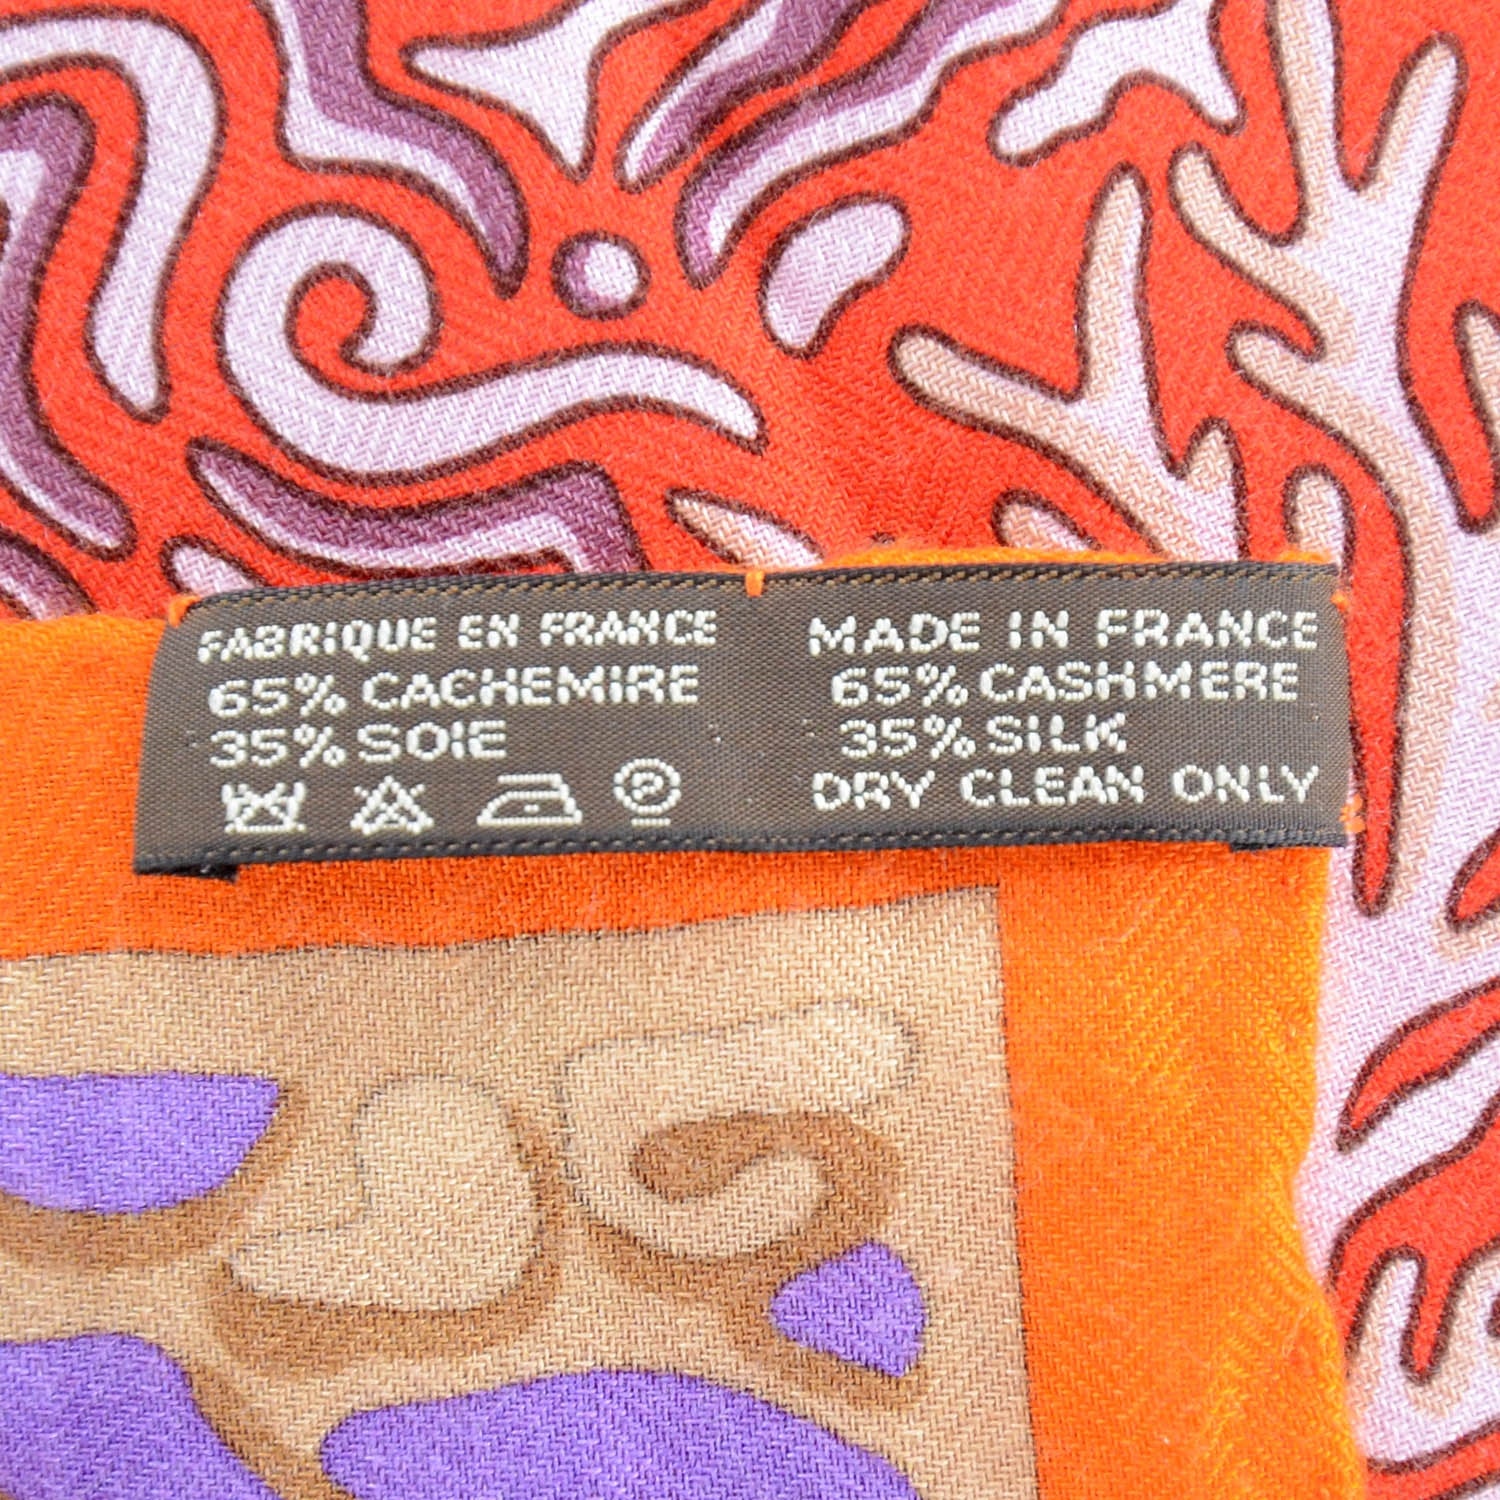 FABRIQUE EN FRANCE
65% CACHEMIRE
35% SOIE
P
MADE IN FRANCE
65% CASHMERE
35% SILK
DRY CLEAN ONLY